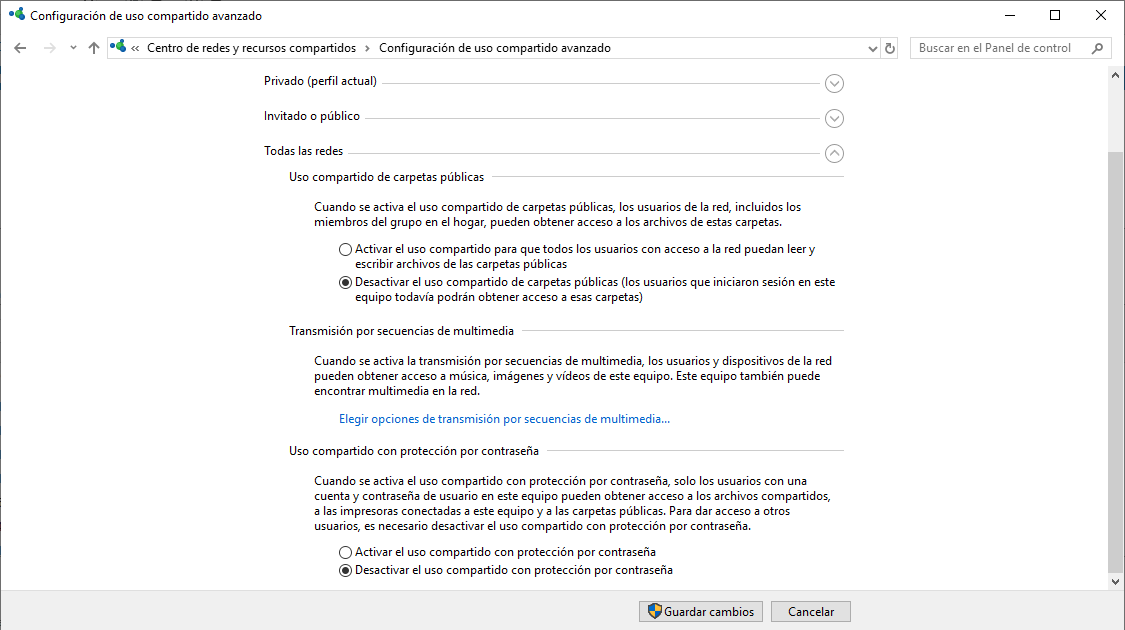 Configuración de uso compartido avanzado
« Centro de redes y recursos compartidos › Configuración de uso compartido avanzado
Buscar en el Panel de control
Privado (perfil actual)
Invitado o público
Todas las redes
Uso compartido de carpetas públicas
Cuando se activa el uso compartido de carpetas públicas, los usuarios de la red, incluidos los
miembros del grupo en el hogar, pueden obtener acceso a los archivos de estas carpetas.
Activar el uso compartido para que todos los usuarios con acceso a la red puedan leer y
escribir archivos de las carpetas públicas
Desactivar el uso compartido de carpetas públicas (los usuarios que iniciaron sesión en este
equipo todavía podrán obtener acceso a esas carpetas)
Transmisión por secuencias de multimedia
Cuando se activa la transmisión por secuencias de multimedia, los usuarios y dispositivos de la red
pueden obtener acceso a música, imágenes y vídeos de este equipo. Este equipo también puede
encontrar multimedia en la red.
Elegir opciones de transmisión por secuencias de multimedia...
Uso compartido con protección por contraseña
Cuando se activa el uso compartido con protección por contraseña, solo los usuarios con una
cuenta y contraseña de usuario en este equipo pueden obtener acceso a los archivos compartidos,
a las impresoras conectadas a este equipo y a las carpetas públicas. Para dar acceso a otros
usuarios, es necesario desactivar el uso compartido con protección por contraseña.
Activar el uso compartido con protección por contraseña
Desactivar el uso compartido con protección por contraseña
Guardar cambios
Cancelar